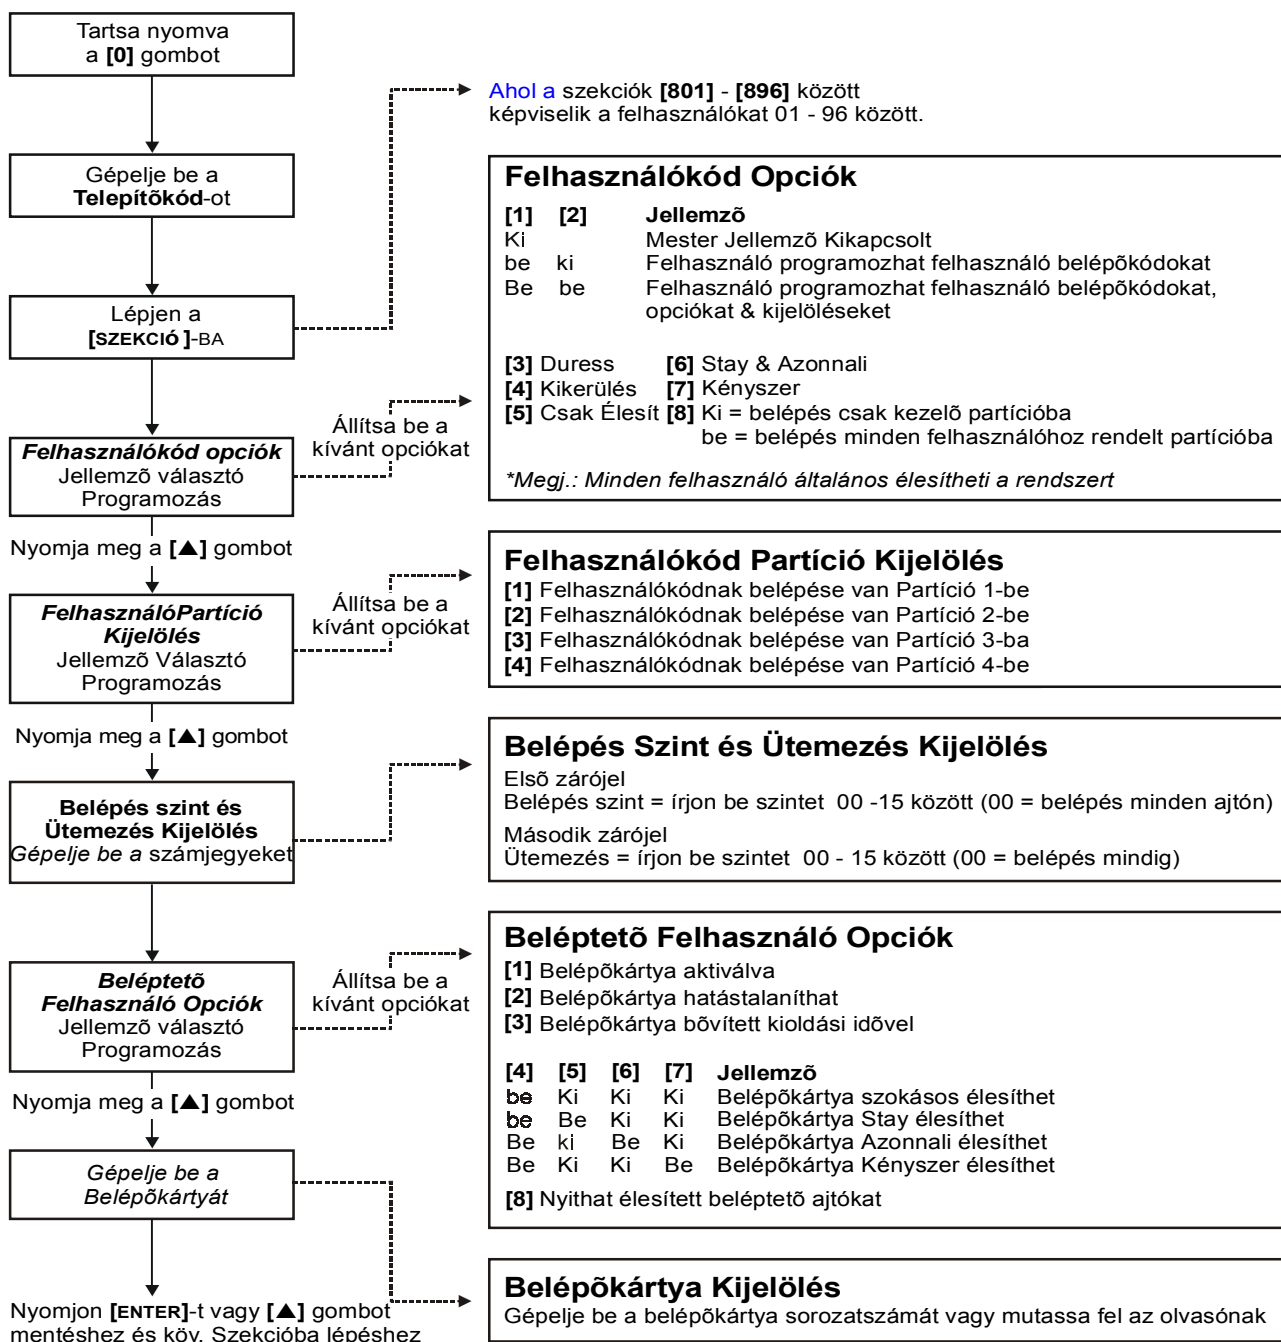 Tartsa nyomva
a [0] gombot
Gépelje be a
Telepítõkód-ot
Lépjen a
[SZEKCIÓ ]-BA
Felhasználókód opciók
Jellemzõ választó
Programozás
Nyomja meg a [▲] gombot
FelhasználóPartíció
Kijelölés
Jellemzõ Választó
Programozás
Nyomja meg a [▲] gombot
Belépés szint és
Ütemezés Kijelölés
Gépelje be a számjegyeket
Beléptetõ
Felhasználó Opciók
Jellemzõ választó
Programozás
Nyomja meg a [▲] gombot
Gépelje be a
Belépõkártyát
Nyomjon [ENTER]-t vagy [▲] gombot
mentéshez és köv. Szekcióba lépéshez
Állítsa be a
kívánt opciókat
Állítsa be a
kívánt opciókat
Állítsa be a
kívánt opciókat
Ahol a szekciók [801] - [896] között
képviselik a felhasználókat 01 - 96 között.
Felhasználókód Opciók
[1] [2] Jellemzõ
Ki Mester Jellemzõ Kikapcsolt
be ki Felhasználó programozhat felhasználó belépõkódokat
Be be Felhasználó programozhat felhasználó belépõkódokat,
opciókat & kijelöléseket
[3] Duress [6] Stay & Azonnali
[4] Kikerülés [7] Kényszer
[5] Csak Élesít [8] Ki = belépés csak kezelõ partícióba
be = belépés minden felhasználóhoz rendelt partícióba
*Megj.: Minden felhasználó általános élesítheti a rendszert
Felhasználókód Partíció Kijelölés
[1] Felhasználókódnak belépése van Partíció 1-be
[2] Felhasználókódnak belépése van Partíció 2-be
[3] Felhasználókódnak belépése van Partíció 3-ba
[4] Felhasználókódnak belépése van Partíció 4-be
Belépés Szint és Ütemezés Kijelölés
Elsõ zárójel
Belépés szint = írjon be szintet 00 -15 között (00 = belépés minden ajtón)
Második zárójel
Ütemezés = írjon be szintet 00 - 15 között (00 = belépés mindig)
Beléptetõ Felhasználó Opciók
[1] Belépõkártya aktiválva
[2] Belépõkártya hatástalaníthat
[3] Belépõkártya bõvített kioldási idõvel
[4] [5] [6] [7] Jellemzõ
be Ki Ki Ki Belépõkártya szokásos élesíthet
be Be Ki Ki Belépõkártya Stay élesíthet
Be ki Be Ki Belépõkártya Azonnali élesíthet
Be Ki Ki Be Belépõkártya Kényszer élesíthet
[8] Nyithat élesített beléptetõ ajtókat
Belépõkártya Kijelölés
Gépelje be a belépõkártya sorozatszámát vagy mutassa fel az olvasónak